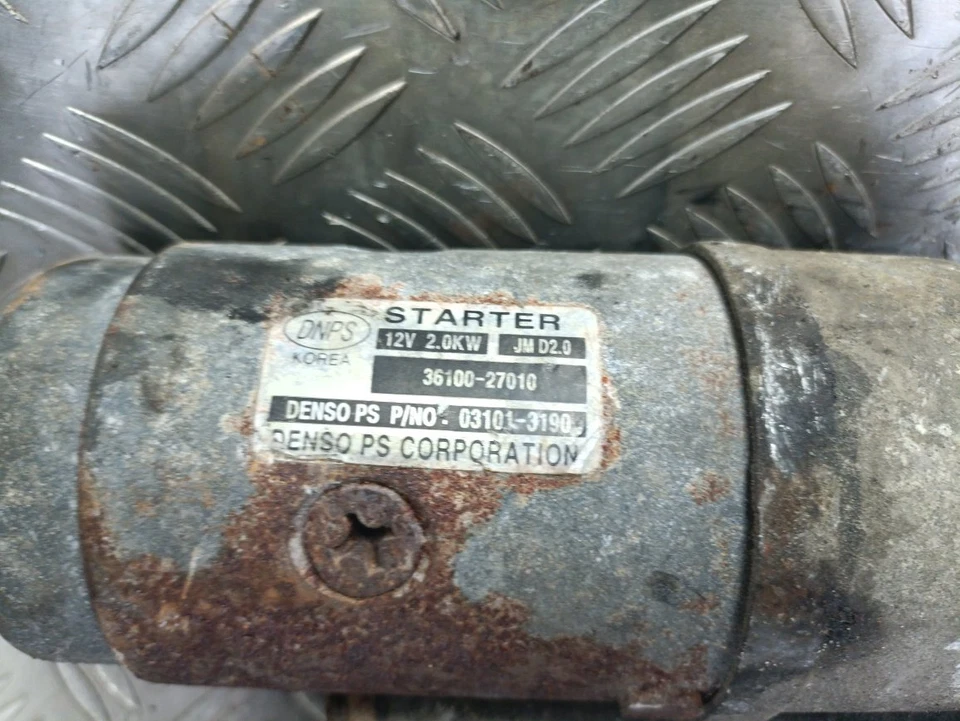 DNPS
KOREA
STARTER
12V 2.0KW JM D2.0
36100-27010
DENSO PS P/NO. : 03101-3190
DENSO PS CORPORATION